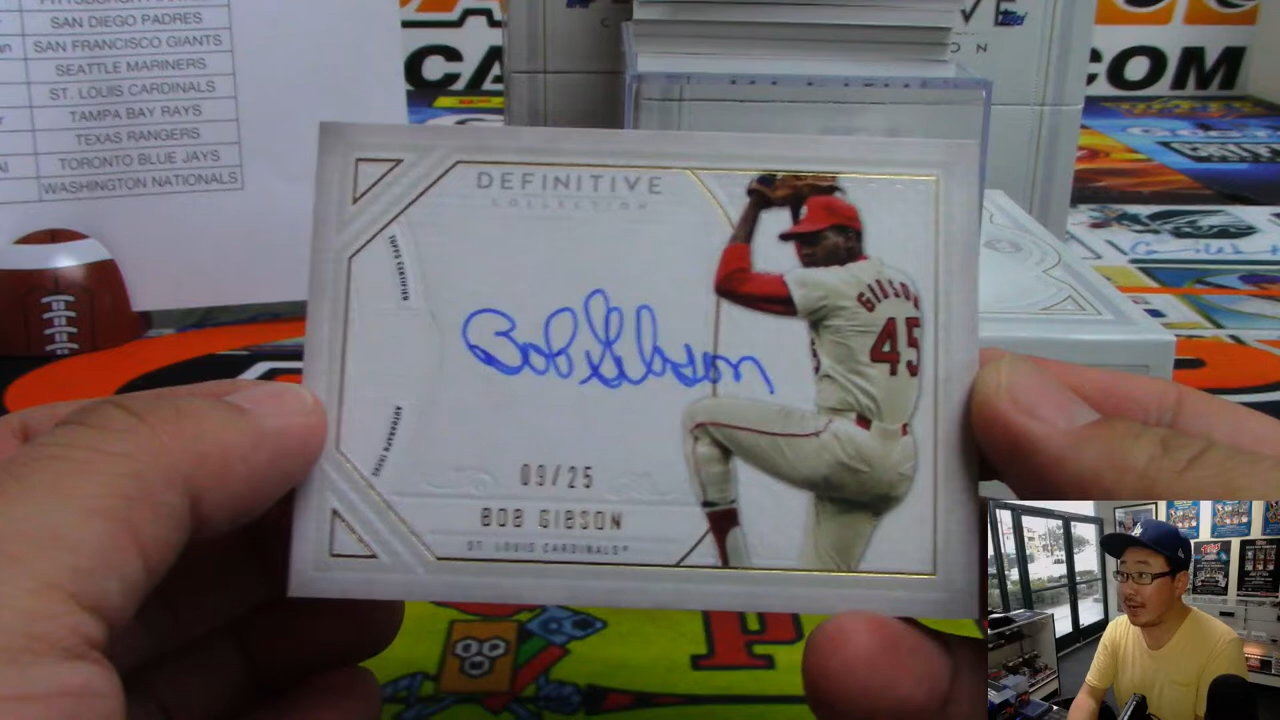 SAN DIEGO PADRES
SAN FRANCISCO GIANTS
SEATTLE MARINERS
ST. LOUIS CARDINALS
TAMPA BAY RAYS
TEXAS RANGERS
TORONTO BLUE JAYS
WASHINGTON NATIONALS
CA
COM
Topps
DEFINITIVE
COLLECTION
TOPPS CERTIFIED
AUTOGRAPH ISSUE
Bob Gibson
GIBSON
45
09/25
BOB GIBSON
ST. LOUIS CARDINALS®
P